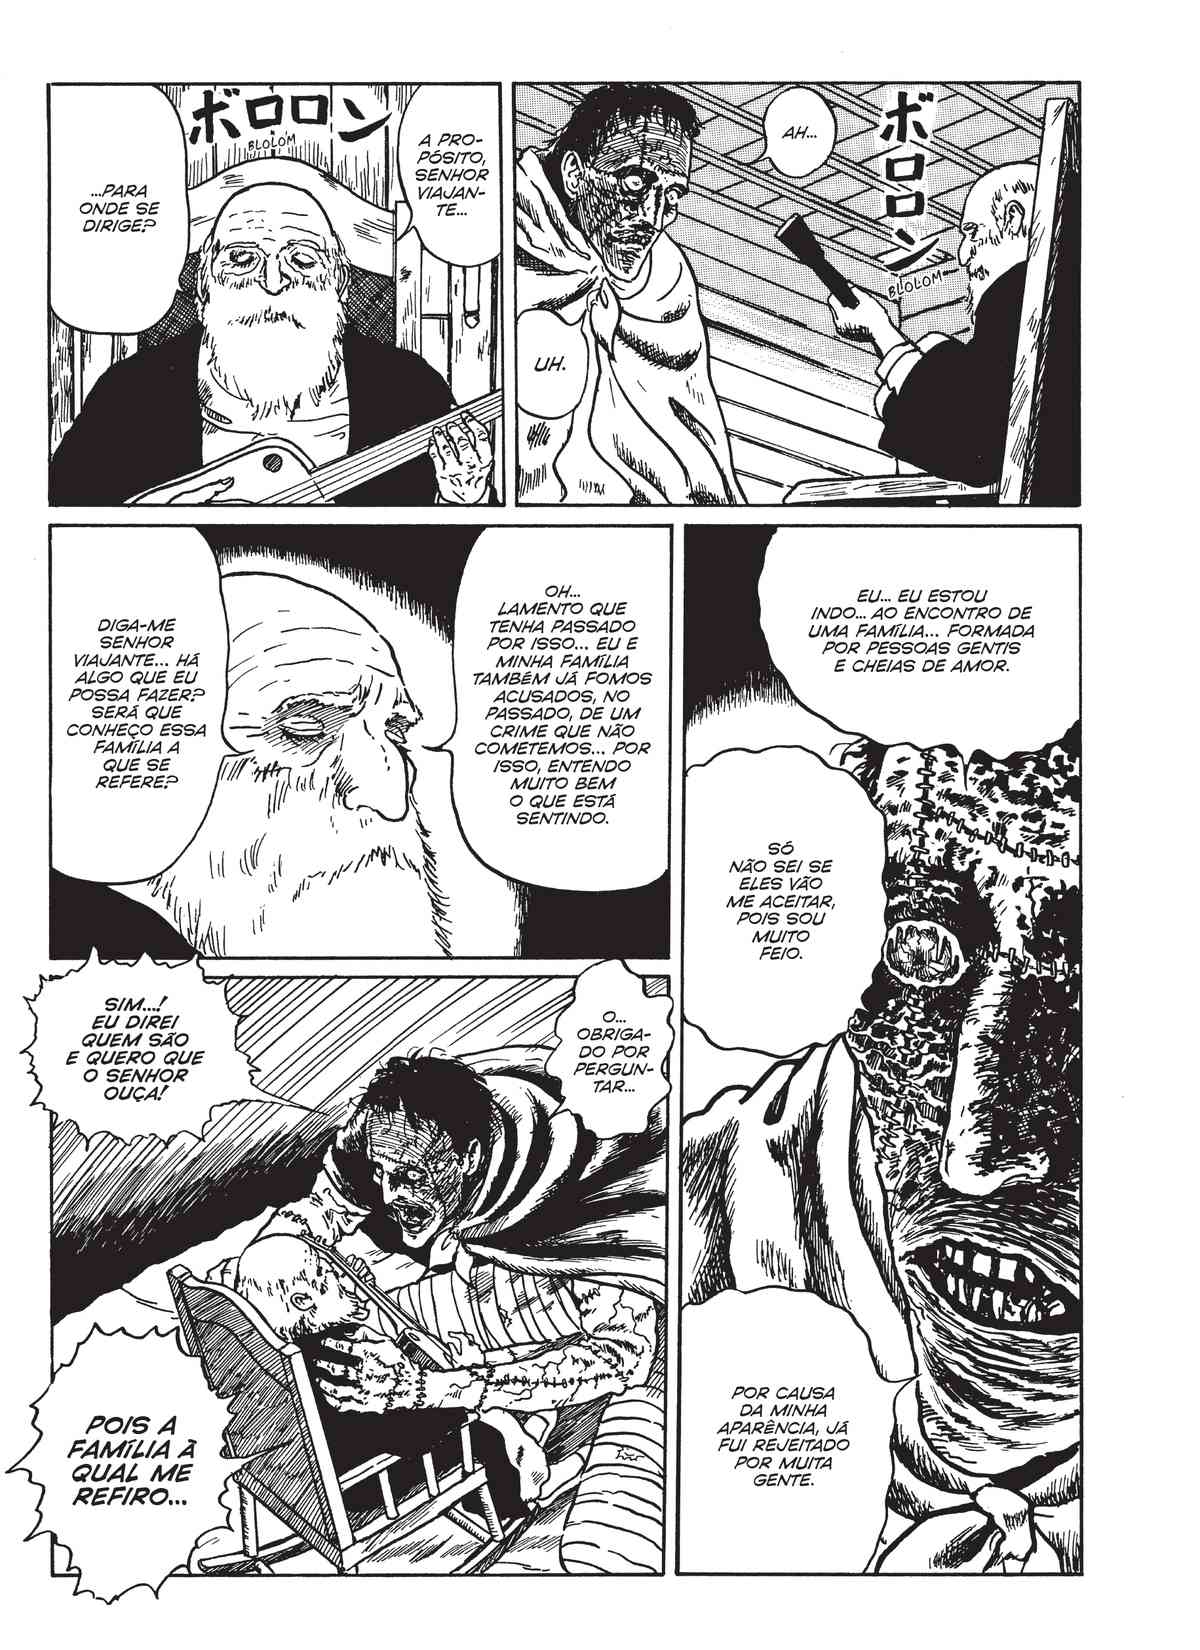 AH...
ボロロン
BLOLOM
UH.
ボロロン
BLOLOM
A PRO-
PÓSITO,
SENHOR
VIAJAN-
TE...
...PARA
ONDE SE
DIRIGE?
EU... EU ESTOU
INDO... AO ENCONTRO DE
UMA FAMÍLIA... FORMADA
POR PESSOAS GENTIS
E CHEIAS DE AMOR.
SÓ
NÃO SEI SE
ELES VÃO
ME ACEITAR,
POIS SOU
MUITO
FEIO.
POR CAUSA
DA MINHA
APARÊNCIA, JÁ
FUI REJEITADO
POR MUITA
GENTE.
OH...
LAMENTO QUE
TENHA PASSADO
POR ISSO... EU E
MINHA FAMÍLIA
TAMBÉM JÁ FOMOS
ACUSADOS, NO
PASSADO, DE UM
CRIME QUE NÃO
COMETEMOS... POR
ISSO, ENTENDO
MUITO BEM
O QUE ESTÁ
SENTINDO.
DIGA-ME
SENHOR
VIAJANTE... HÁ
ALGO QUE EU
POSSA FAZER?
SERÁ QUE
CONHEÇO ESSA
FAMÍLIA A
QUE SE
REFERE?
O...
OBRIGA-
DO POR
PERGUN-
TAR...
SIM...!
EU DIREI
QUEM SÃO
E QUERO QUE
O SENHOR
OUÇA!
POIS A
FAMÍLIA À
QUAL ME
REFIRO...